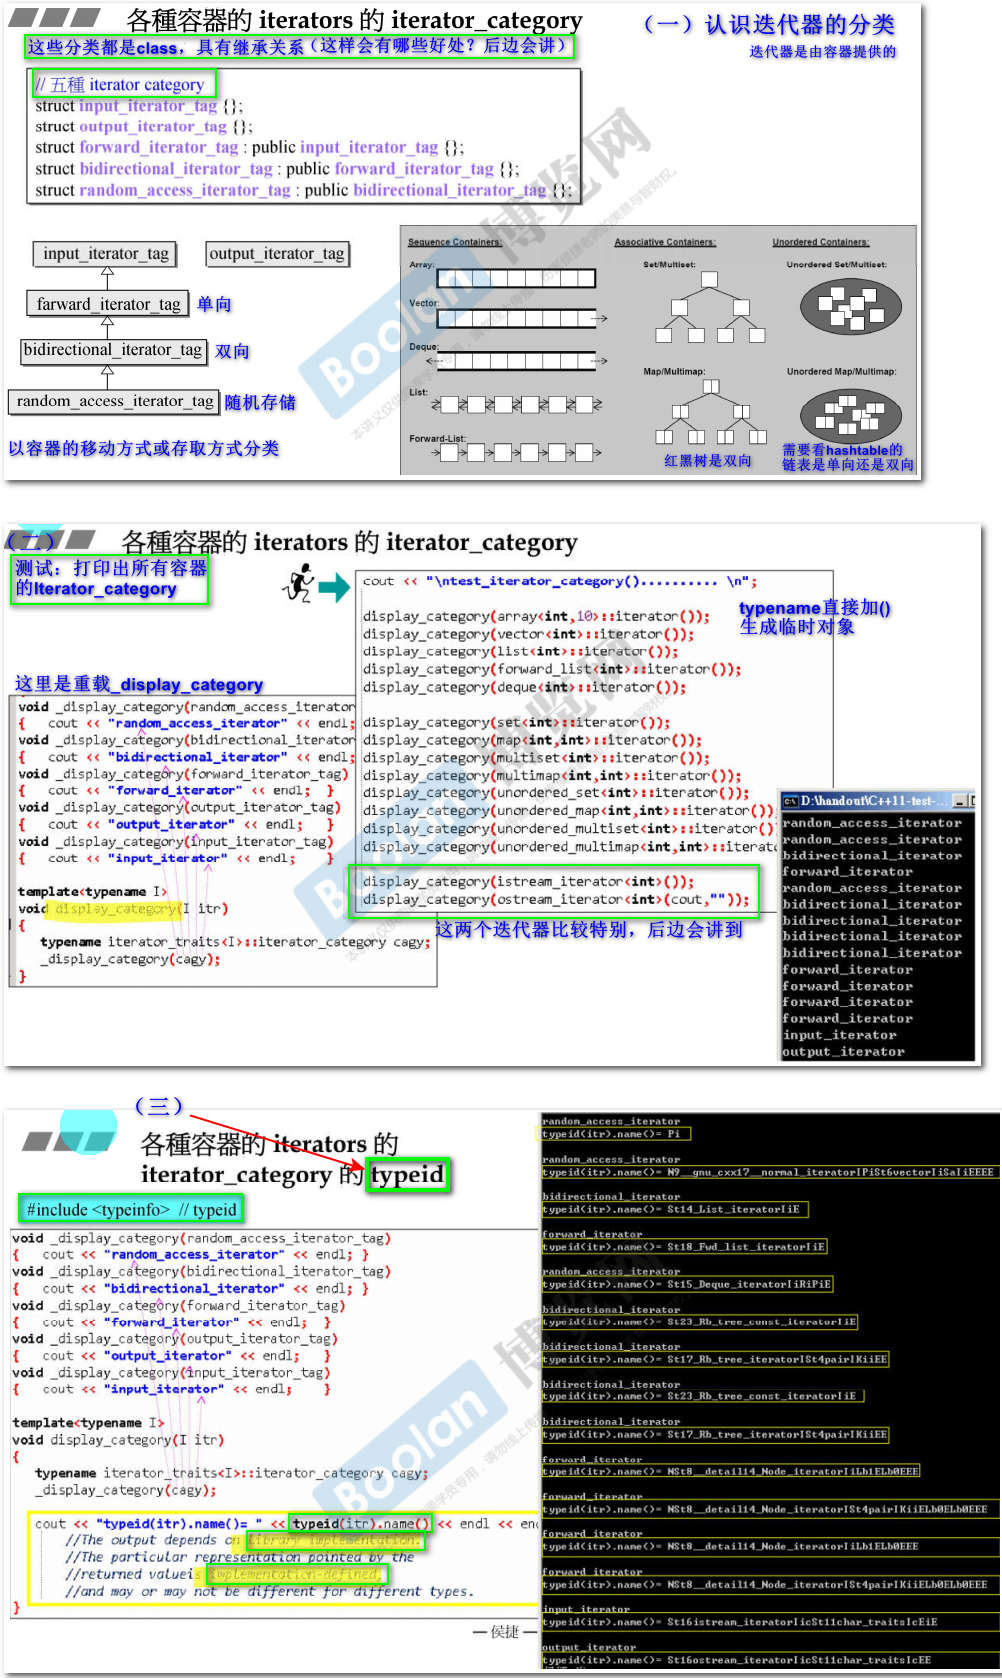 各種容器的 iterators 的 iterator_category
（一）认识迭代器的分类
这些分类都是class，具有继承关系（这样会有哪些好处？后边会讲）
迭代器是由容器提供的
// 五種 iterator category
struct input_iterator_tag {};
struct output_iterator_tag {};
struct forward_iterator_tag : public input_iterator_tag {};
struct bidirectional_iterator_tag : public forward_iterator_tag {};
struct random_access_iterator_tag : public bidirectional_iterator_tag {};
input_iterator_tag
output_iterator_tag
farward_iterator_tag 单向
bidirectional_iterator_tag 双向
random_access_iterator_tag 随机存储
以容器的移动方式或存取方式分类
Sequence Containers:
Array:
Vector:
Deque:
List:
Forward-List:
Associative Containers:
Set/Multiset:
Map/Multimap:
红黑树是双向
Unordered Containers:
Unordered Set/Multiset:
Unordered Map/Multimap:
需要看hashtable的
链表是单向还是双向
Boolan 博览网
（二）
各種容器的 iterators 的 iterator_category
测试：打印出所有容器
的Iterator_category
cout << "\ntest_iterator_category().......... \n";
display_category(array<int,10>::iterator());
display_category(vector<int>::iterator());
display_category(list<int>::iterator());
display_category(forward_list<int>::iterator());
display_category(deque<int>::iterator());
display_category(set<int>::iterator());
display_category(map<int,int>::iterator());
display_category(multiset<int>::iterator());
display_category(multimap<int,int>::iterator());
display_category(unordered_set<int>::iterator());
display_category(unordered_map<int,int>::iterator());
display_category(unordered_multiset<int>::iterator()
display_category(unordered_multimap<int,int>::iterato
display_category(istream_iterator<int>());
display_category(ostream_iterator<int>(cout,""));
typename直接加()
生成临时对象
这两个迭代器比较特别，后边会讲到
这里是重载_display_category
void _display_category(random_access_iterator
{ cout << "random_access_iterator" << endl;
void _display_category(bidirectional_iterator
{ cout << "bidirectional_iterator" << endl;
void _display_category(forward_iterator_tag)
{ cout << "forward_iterator" << endl; }
void _display_category(output_iterator_tag)
{ cout << "output_iterator" << endl; }
void _display_category(input_iterator_tag)
{ cout << "input_iterator" << endl; }
template<typename I>
void display_category(I itr)
{
typename iterator_traits<I>::iterator_category cagy;
_display_category(cagy);
}
D:\handout\C++11-test-...
random_access_iterator
random_access_iterator
bidirectional_iterator
forward_iterator
random_access_iterator
bidirectional_iterator
bidirectional_iterator
bidirectional_iterator
bidirectional_iterator
forward_iterator
forward_iterator
forward_iterator
forward_iterator
input_iterator
output_iterator
Boolan 博览网
（三）
各種容器的 iterators 的
iterator_category 的 typeid
#include <typeinfo> // typeid
void _display_category(random_access_iterator_tag)
{ cout << "random_access_iterator" << endl; }
void _display_category(bidirectional_iterator_tag)
{ cout << "bidirectional_iterator" << endl; }
void _display_category(forward_iterator_tag)
{ cout << "forward_iterator" << endl; }
void _display_category(output_iterator_tag)
{ cout << "output_iterator" << endl; }
void _display_category(input_iterator_tag)
{ cout << "input_iterator" << endl; }
template<typename I>
void display_category(I itr)
{
typename iterator_traits<I>::iterator_category cagy;
_display_category(cagy);
cout << "typeid(itr).name()= " << typeid(itr).name() << endl << end
//The output depends on library implementation.
//The particular representation pointed by the
//returned valueis implementation-defined,
//and may or may not be different for different types.
}
— 侯捷 —
random_access_iterator
typeid(itr).name()= Pi
random_access_iterator
typeid(itr).name()= N9__gnu_cxx17__normal_iteratorIPiSt6vectorIiSaIiEEEE
bidirectional_iterator
typeid(itr).name()= St14_List_iteratorIiE
forward_iterator
typeid(itr).name()= St18_Fwd_list_iteratorIiE
random_access_iterator
typeid(itr).name()= St15_Deque_iteratorIiRiPiE
bidirectional_iterator
typeid(itr).name()= St23_Rb_tree_const_iteratorIiE
bidirectional_iterator
typeid(itr).name()= St17_Rb_tree_iteratorISt4pairIKiiEE
bidirectional_iterator
typeid(itr).name()= St23_Rb_tree_const_iteratorIiE
bidirectional_iterator
typeid(itr).name()= St17_Rb_tree_iteratorISt4pairIKiiEE
forward_iterator
typeid(itr).name()= NSt8__detail14_Node_iteratorIiLb1ELb0EEE
forward_iterator
typeid(itr).name()= NSt8__detail14_Node_iteratorISt4pairIKiiELb0ELb0EEE
forward_iterator
typeid(itr).name()= NSt8__detail14_Node_iteratorIiLb1ELb0EEE
forward_iterator
typeid(itr).name()= NSt8__detail14_Node_iteratorISt4pairIKiiELb0ELb0EEE
input_iterator
typeid(itr).name()= St16istream_iteratorIicSt11char_traitsIcEiE
output_iterator
typeid(itr).name()= St16ostream_iteratorIicSt11char_traitsIcEE
Boolan 博览网